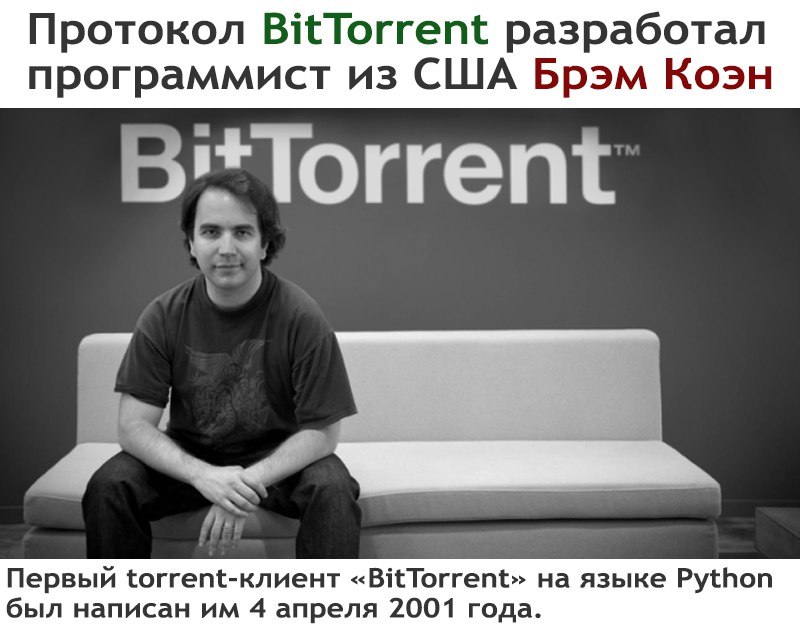 Протокол BitTorrent разработал
программист из США Брэм Коэн
BitTorrent™
Первый torrent-клиент «BitTorrent» на языке Python
был написан им 4 апреля 2001 года.